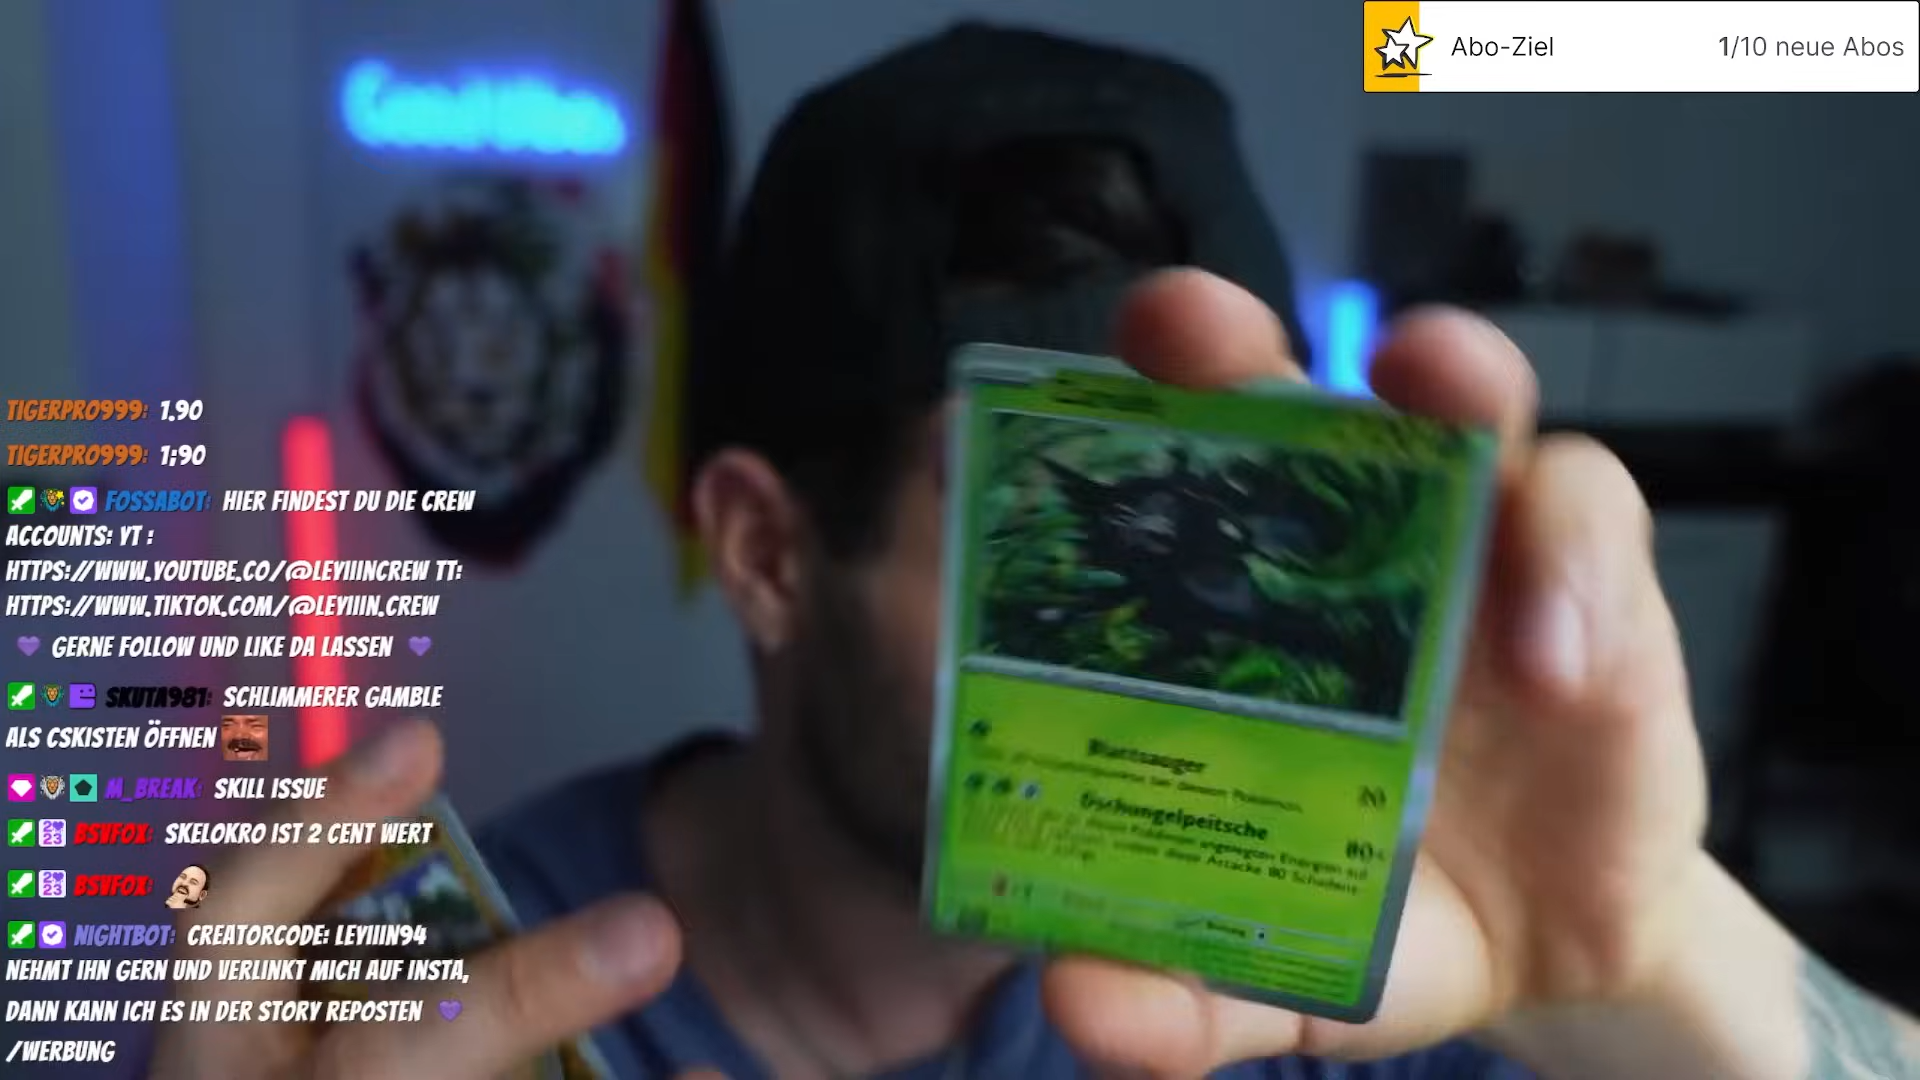 Abo-Ziel 1/10 neue Abos
TIGERPRO999: 1.90
TIGERPRO999: 1;90
FOSSABOT: HIER FINDEST DU DIE CREW
ACCOUNTS: YT :
HTTPS://WWW.YOUTUBE.CO/@LEYIIINCREW TT:
HTTPS://WWW.TIKTOK.COM/@LEYIIIN.CREW
GERNE FOLLOW UND LIKE DA LASSEN
SKUTA981: SCHLIMMERER GAMBLE
ALS CSKISTEN ÖFFNEN
M_BREAK: SKILL ISSUE
BSVFOX: SKELOKRO IST 2 CENT WERT
BSVFOX:
NIGHTBOT: CREATORCODE: LEYIIIN94
NEHMT IHN GERN UND VERLINKT MICH AUF INSTA,
DANN KANN ICH ES IN DER STORY REPOSTEN
/WERBUNG
Blattsauger
Dschungelpeitsche
80+